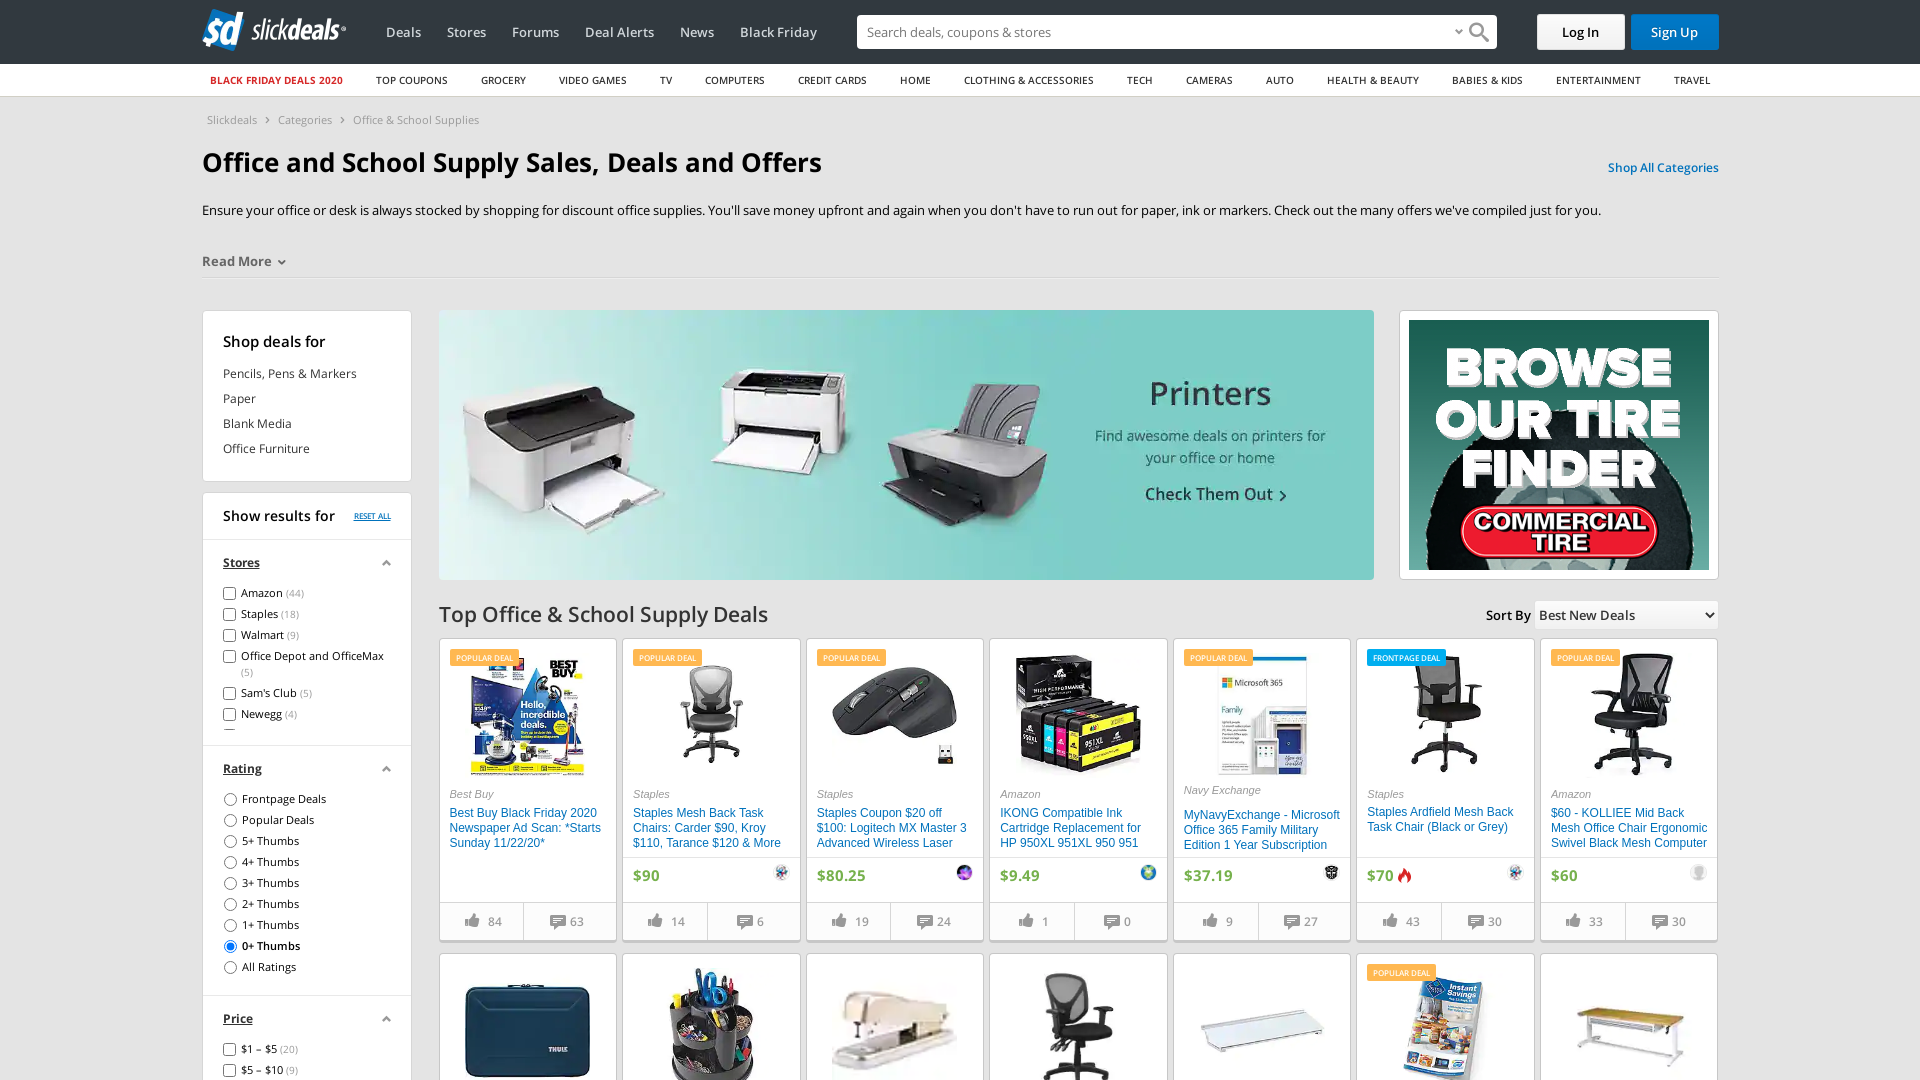 slickdeals
Deals
Stores
Forums
Deal Alerts
News
Black Friday
Search deals, coupons & stores
Log In
Sign Up
BLACK FRIDAY DEALS 2020
TOP COUPONS
GROCERY
VIDEO GAMES
TV
COMPUTERS
CREDIT CARDS
HOME
CLOTHING & ACCESSORIES
TECH
CAMERAS
AUTO
HEALTH & BEAUTY
BABIES & KIDS
ENTERTAINMENT
TRAVEL
Slickdeals > Categories > Office & School Supplies
Office and School Supply Sales, Deals and Offers
Shop All Categories
Ensure your office or desk is always stocked by shopping for discount office supplies. You'll save money upfront and again when you don't have to run out for paper, ink or markers. Check out the many offers we've compiled just for you.
Read More
Shop deals for
Pencils, Pens & Markers
Paper
Blank Media
Office Furniture
Show results for
RESET ALL
Stores
Amazon (44)
Staples (18)
Walmart (9)
Office Depot and OfficeMax
(5)
Sam's Club (5)
Newegg (4)
Rating
Frontpage Deals
Popular Deals
5+ Thumbs
4+ Thumbs
3+ Thumbs
2+ Thumbs
1+ Thumbs
0+ Thumbs
All Ratings
Price
$1 – $5 (20)
$5 – $10 (9)
Printers
Find awesome deals on printers for
your office or home
Check Them Out >
BROWSE
OUR TIRE
FINDER
COMMERCIAL
TIRE
Top Office & School Supply Deals
Sort By
Best New Deals
POPULAR DEAL
BEST
BUY
Hello,
incredible
deals.
Best Buy
Best Buy Black Friday 2020
Newspaper Ad Scan: *Starts
Sunday 11/22/20*
84
63
POPULAR DEAL
Staples
Staples Mesh Back Task
Chairs: Carder $90, Kroy
$110, Tarance $120 & More
$90
14
6
POPULAR DEAL
Staples
Staples Coupon $20 off
$100: Logitech MX Master 3
Advanced Wireless Laser
$80.25
19
24
HIGH PERFORMANCE
950XL
951XL
Amazon
IKONG Compatible Ink
Cartridge Replacement for
HP 950XL 951XL 950 951
$9.49
1
0
POPULAR DEAL
Microsoft 365
Family
Navy Exchange
MyNavyExchange - Microsoft
Office 365 Family Military
Edition 1 Year Subscription
$37.19
9
27
FRONTPAGE DEAL
Staples
Staples Ardfield Mesh Back
Task Chair (Black or Grey)
$70
43
30
POPULAR DEAL
Amazon
$60 - KOLLIEE Mid Back
Mesh Office Chair Ergonomic
Swivel Black Mesh Computer
$60
33
30
THULE
POPULAR DEAL
Instant
Savings